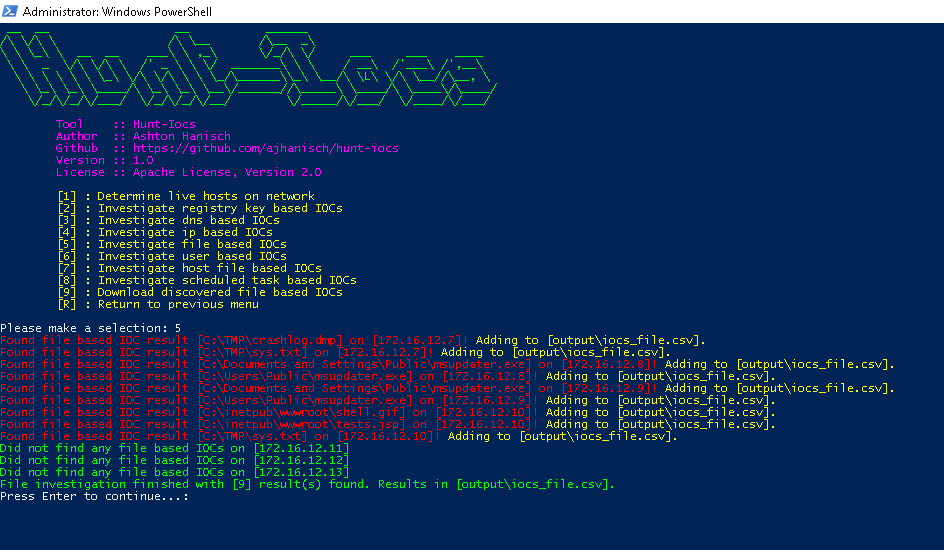 Administrator: Windows PowerShell
Hunt-Iocs
Tool    :: Hunt-Iocs
Author  :: Ashton Hanisch
Github  :: https://github.com/ajhanisch/hunt-iocs
Version :: 1.0
License :: Apache License, Version 2.0
[1] : Determine live hosts on network
[2] : Investigate registry key based IOCs
[3] : Investigate dns based IOCs
[4] : Investigate ip based IOCs
[5] : Investigate file based IOCs
[6] : Investigate user based IOCs
[7] : Investigate host file based IOCs
[8] : Investigate scheduled task based IOCs
[9] : Download discovered file based IOCs
[R] : Return to previous menu
Please make a selection: 5
Found file based IOC result [C:\TMP\crashlog.dmp] on [172.16.12.7]! Adding to [output\iocs_file.csv].
Found file based IOC result [C:\TMP\sys.txt] on [172.16.12.7]! Adding to [output\iocs_file.csv].
Found file based IOC result [C:\Documents and Settings\Public\msupdater.exe] on [172.16.12.8]! Adding to [output\iocs_file.csv].
Found file based IOC result [C:\Users\Public\msupdater.exe] on [172.16.12.8]! Adding to [output\iocs_file.csv].
Found file based IOC result [C:\Documents and Settings\Public\msupdater.exe] on [172.16.12.9]! Adding to [output\iocs_file.csv].
Found file based IOC result [C:\Users\Public\msupdater.exe] on [172.16.12.9]! Adding to [output\iocs_file.csv].
Found file based IOC result [C:\inetpub\wwwroot\shell.gif] on [172.16.12.10]! Adding to [output\iocs_file.csv].
Found file based IOC result [C:\inetpub\wwwroot\tests.jsp] on [172.16.12.10]! Adding to [output\iocs_file.csv].
Found file based IOC result [C:\TMP\sys.txt] on [172.16.12.10]! Adding to [output\iocs_file.csv].
Did not find any file based IOCs on [172.16.12.11]
Did not find any file based IOCs on [172.16.12.12]
Did not find any file based IOCs on [172.16.12.13]
File investigation finished with [9] result(s) found. Results in [output\iocs_file.csv].
Press Enter to continue...: